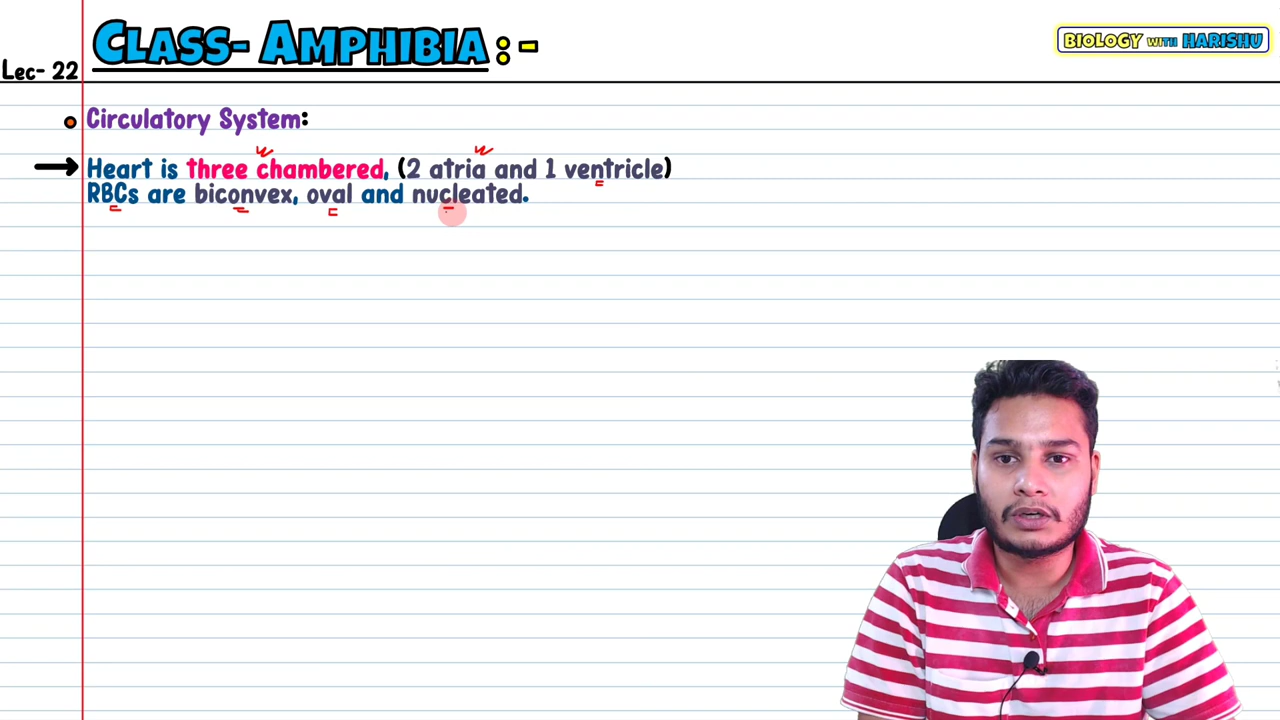 CLASS- AMPHIBIA :-
BIOLOGY WITH HARISHU
Lec- 22
Circulatory System:
Heart is three chambered, (2 atria and 1 ventricle)
RBCs are biconvex, oval and nucleated.